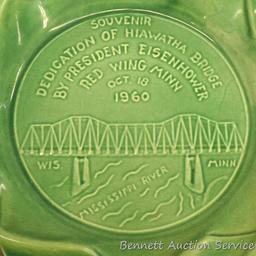 SOUVENIR
DEDICATION OF HIAWATHA BRIDGE
BY PRESIDENT EISENHOWER
RED WING MINN
OCT. 18
1960
WIS. MINN
MISSISSIPPI RIVER
Bennett Auction Service©